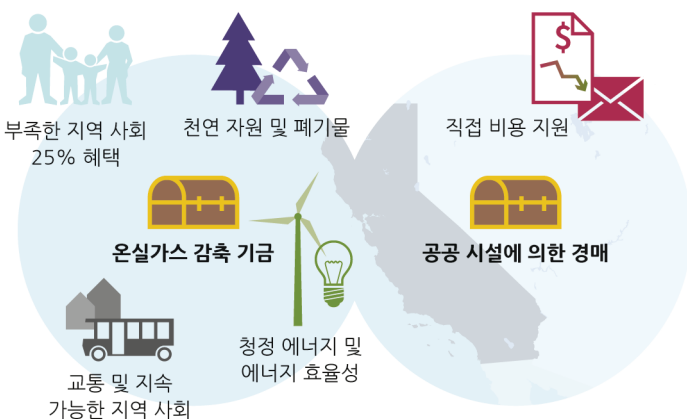 부족한 지역 사회
25% 혜택
천연 자원 및 폐기물
$
직접 비용 지원
온실가스 감축 기금
공공 시설에 의한 경매
청정 에너지 및
에너지 효율성
교통 및 지속
가능한 지역 사회